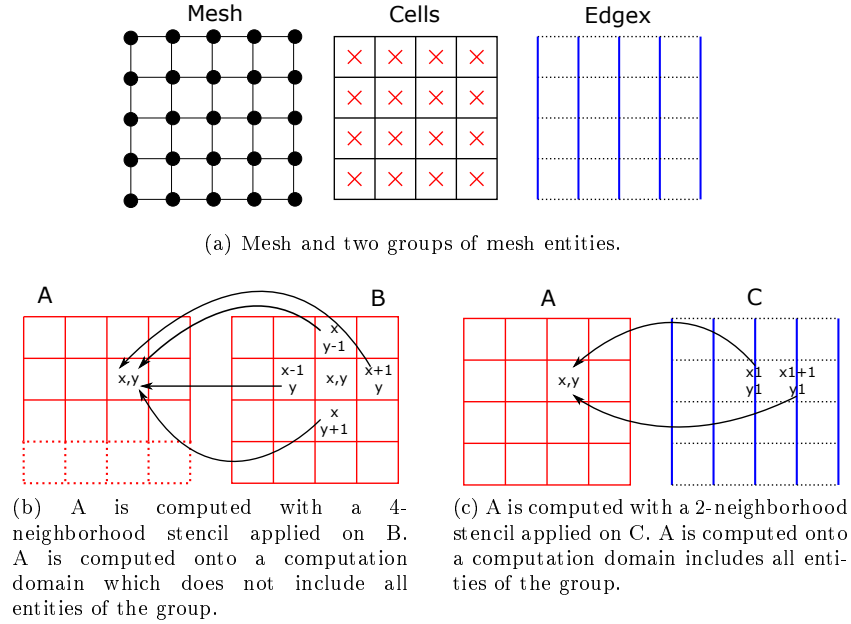 Mesh
Cells
Edgex
(a) Mesh and two groups of mesh entities.
A
B
x
y-1
x,y
x-1
y
x,y
x+1
y
x
y+1
(b) A is computed with a 4-
neighborhood stencil applied on B.
A is computed onto a computation
domain which does not include all
entities of the group.
A
C
x,y
x1
y1
x1+1
y1
(c) A is computed with a 2-neighborhood
stencil applied on C. A is computed onto
a computation domain includes all enti-
ties of the group.